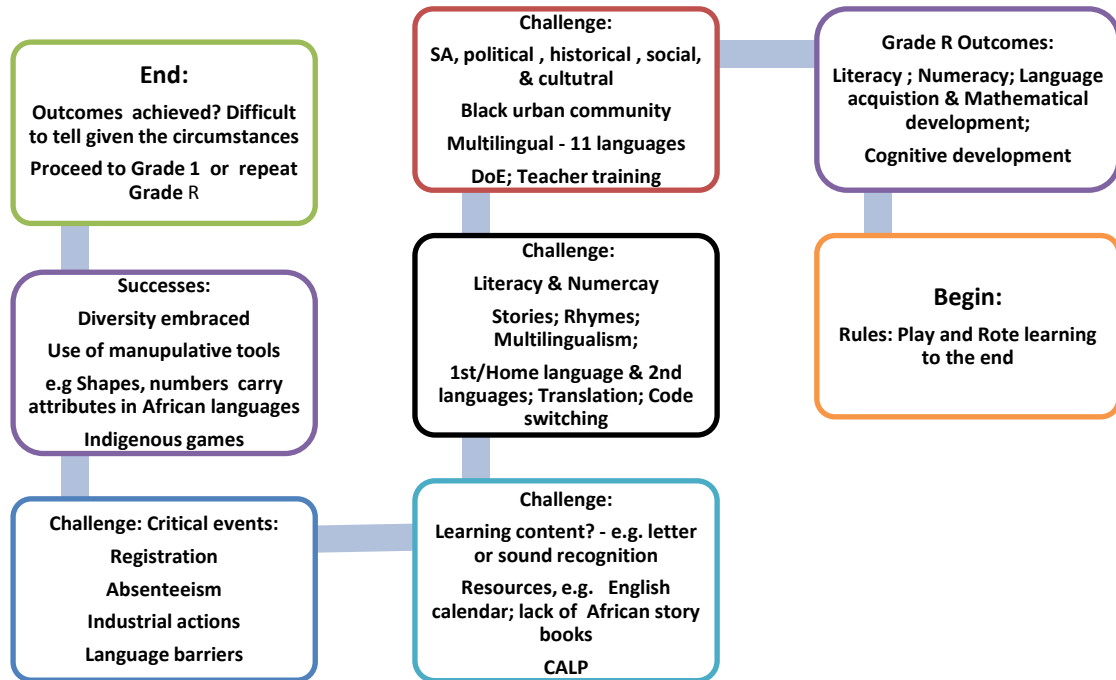 End:
Outcomes achieved? Difficult
to tell given the circumstances
Proceed to Grade 1 or repeat
Grade R
Successes:
Diversity embraced
Use of manupulative tools
e.g Shapes, numbers carry
attributes in African languages
Indigenous games
Challenge: Critical events:
Registration
Absenteeism
Industrial actions
Language barriers
Challenge:
SA, political , historical , social,
& cultutral
Black urban community
Multilingual - 11 languages
DoE; Teacher training
Challenge:
Literacy & Numercay
Stories; Rhymes;
Multilingualism;
1st/Home language & 2nd
languages; Translation; Code
switching
Challenge:
Learning content? - e.g. letter
or sound recognition
Resources, e.g. English
calendar; lack of African story
books
CALP
Grade R Outcomes:
Literacy ; Numeracy; Language
acquistion & Mathematical
development;
Cognitive development
Begin:
Rules: Play and Rote learning
to the end